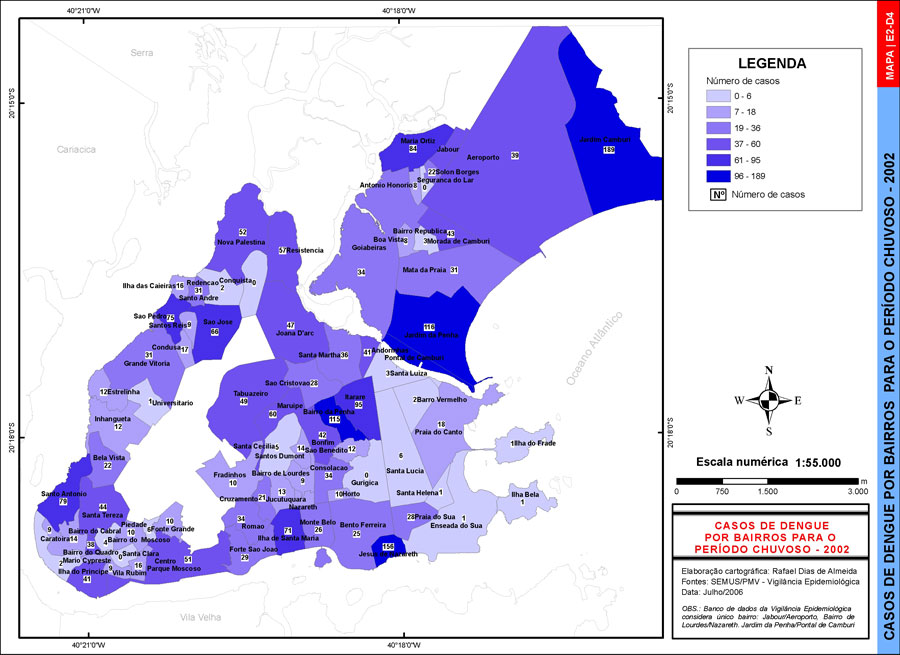 40°21'0"W
40°18'0"W
MAPA | E2-D4
CASOS DE DENGUE POR BAIRROS PARA O PERÍODO CHUVOSO - 2002
20°15'0"S
20°15'0"S
20°18'0"S
20°18'0"S
Serra
Cariacica
Vila Velha
Oceano Atlântico
LEGENDA
Número de casos
0 - 6
7 - 18
19 - 36
37 - 60
61 - 95
96 - 189
Nº Número de casos
Jardim Camburi
189
Maria Ortiz
84
Jabour
Aeroporto 39
22 Solon Borges
Segurança do Lar
0
Antonio Honorio 8
Bairro Republica 43
Boa Vista 8
3 Morada de Camburi
Goiabeiras
34
Mata da Praia 31
116
Jardim da Penha
Pontal de Camburi
52
Nova Palestina
57 Resistencia
Ilha das Caieiras 16
Redencao
31
Conquista
2
0
Santo Andre
Sao Pedro 75
Santos Reis 9
Sao Jose
66
Condusa 17
31
Grande Vitoria
47
Joana D'arc
Santa Martha 36
41 Andorinhas
3 Santa Luiza
12 Estrelinha
1 Universitario
Inhangueta
12
Bela Vista
22
Sao Cristovao 28
Tabuazeiro
49
Maruipe
60
Itarare
95
Bairro da Penha
115
42
Bonfim
2 Barro Vermelho
18
Praia do Canto
1 Ilha do Frade
Ilha Bela
1
Santa Cecilia 5
Santos Dumont
14 Sao Benedito 12
6
Santa Lucia
Fradinhos
10
Bairro de Lourdes
9
Consolacao
34
0
Gurigica
Cruzamento 21
13
Jucutuquara
Nazareth
10 Horto
Santa Helena 1
Santo Antonio
79
44
Santa Tereza
34
Romao
71
Ilha de Santa Maria
Monte Belo
26
Bento Ferreira
25
28 Praia do Sua
1
Enseada do Sua
156
Jesus de Nazareth
9
Caratoira 14
Bairro do Cabral
38
4
Piedade
10
6 Fonte Grande
10
Bairro do Moscoso
Bairro do Quadro
0 Santa Clara
2 Mario Cypreste
9
16
Ilha do Principe
41
Vila Rubim
Centro
51
Parque Moscoso
Forte Sao Joao
29
N
W E
S
Escala numérica 1:55.000
0 750 1.500 3.000
m
CASOS DE DENGUE
POR BAIRROS PARA O
PERÍODO CHUVOSO - 2002
Elaboração cartográfica: Rafael Dias de Almeida
Fontes: SEMUS/PMV - Vigilância Epidemiológica
Data: Julho/2006
OBS.: Banco de dados da Vigilância Epidemiológica
considera único bairro: Jabour/Aeroporto, Bairro de
Lourdes/Nazareth. Jardim da Penha/Pontal de Camburi
40°21'0"W
40°18'0"W